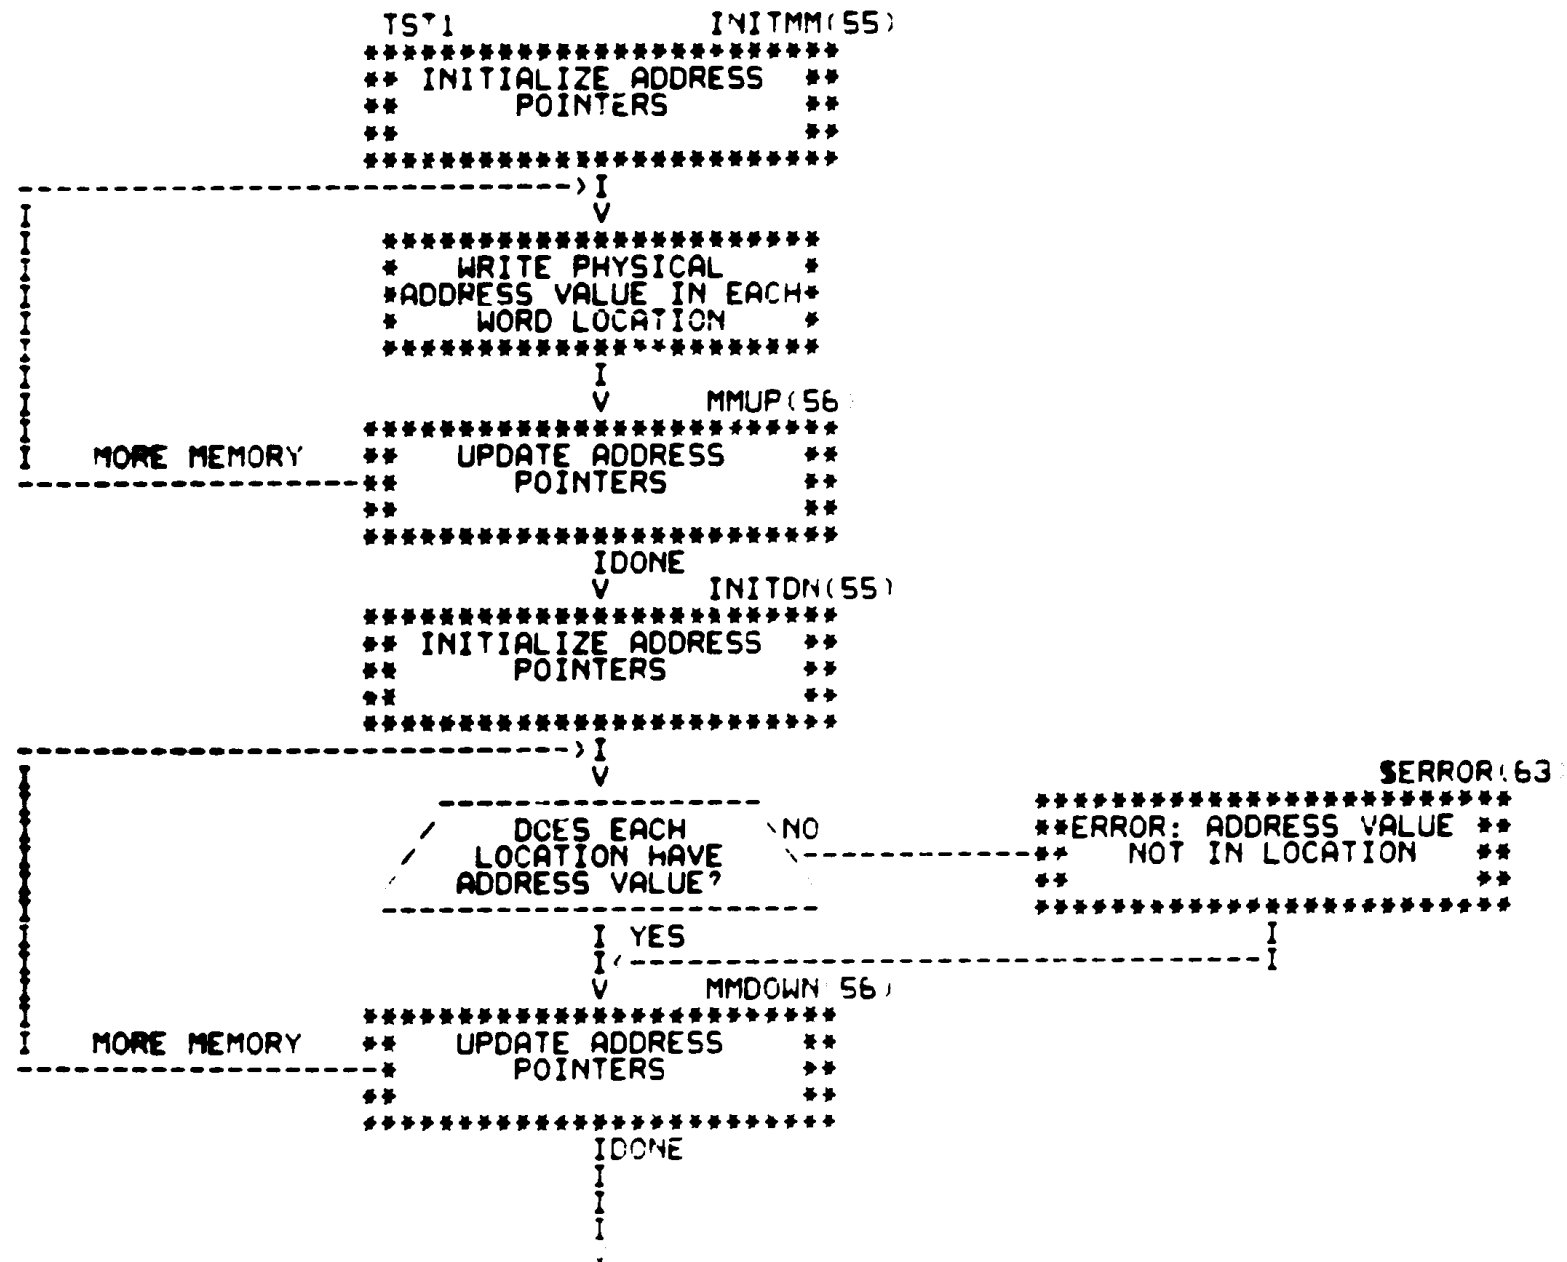 TST1 INITMM(55)
INITIALIZE ADDRESS
POINTERS
WRITE PHYSICAL
ADDRESS VALUE IN EACH
WORD LOCATION
MMUP(56)
MORE MEMORY UPDATE ADDRESS
POINTERS
DONE
INITDN(55)
INITIALIZE ADDRESS
POINTERS
$ERROR(63
DOES EACH NO ERROR: ADDRESS VALUE
LOCATION HAVE NOT IN LOCATION
ADDRESS VALUE?
YES
MMDOWN(56)
MORE MEMORY UPDATE ADDRESS
POINTERS
DONE